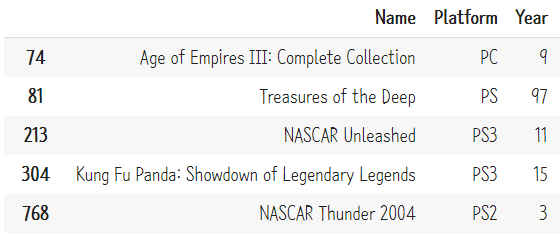 Name Platform Year
74 Age of Empires III: Complete Collection PC 9
81 Treasures of the Deep PS 97
213 NASCAR Unleashed PS3 11
304 Kung Fu Panda: Showdown of Legendary Legends PS3 15
768 NASCAR Thunder 2004 PS2 3